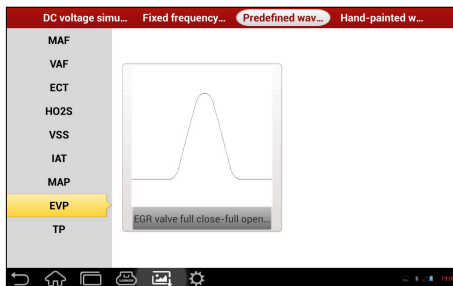 DC voltage simu... Fixed frequency... Predefined wav... Hand-painted w...
MAF
VAF
ECT
HO2S
VSS
IAT
MAP
EVP
TP
EGR valve full close-full open...